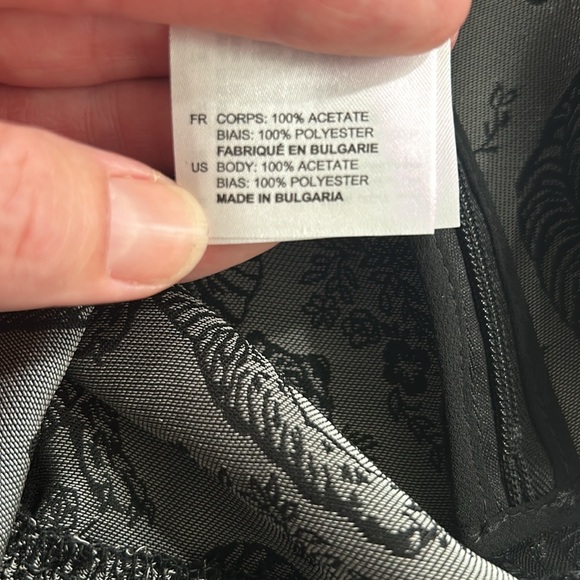 FR CORPS: 100% ACETATE
BIAIS: 100% POLYESTER
FABRIQUÉ EN BULGARIE
US BODY: 100% ACETATE
BIAS: 100% POLYESTER
MADE IN BULGARIA